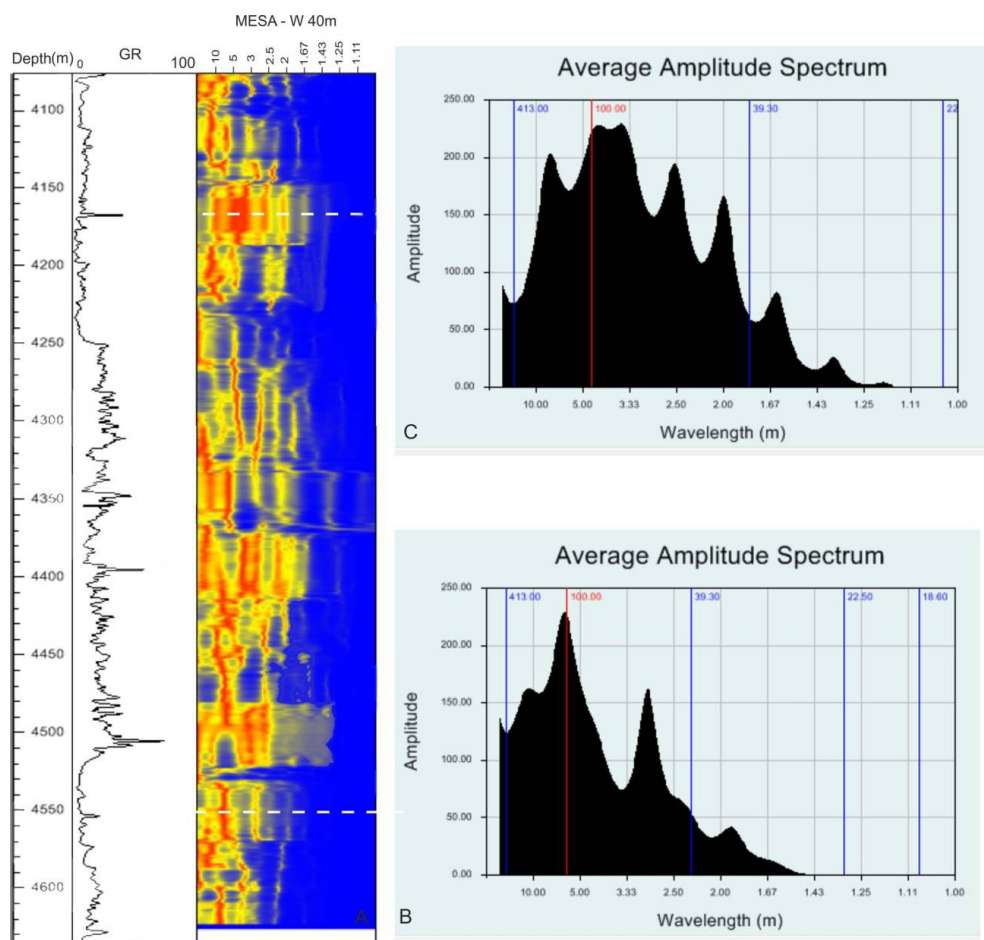 MESA - W 40m
Depth(m) 0 GR 100 10 5 3 2.5 2 1.67 1.43 1.25 1.11
4100
4150
4200
4250
4300
4350
4400
4450
4500
4550
4600
A
Average Amplitude Spectrum
250.00
413.00 100.00 39.30 22
200.00
150.00
100.00
50.00
0.00
Amplitude
10.00 5.00 3.33 2.50 2.00 1.67 1.43 1.25 1.11 1.00
Wavelength (m)
C
Average Amplitude Spectrum
250.00
413.00 100.00 39.30 22.50 18.60
200.00
150.00
100.00
50.00
0.00
Amplitude
10.00 5.00 3.33 2.50 2.00 1.67 1.43 1.25 1.11 1.00
Wavelength (m)
B